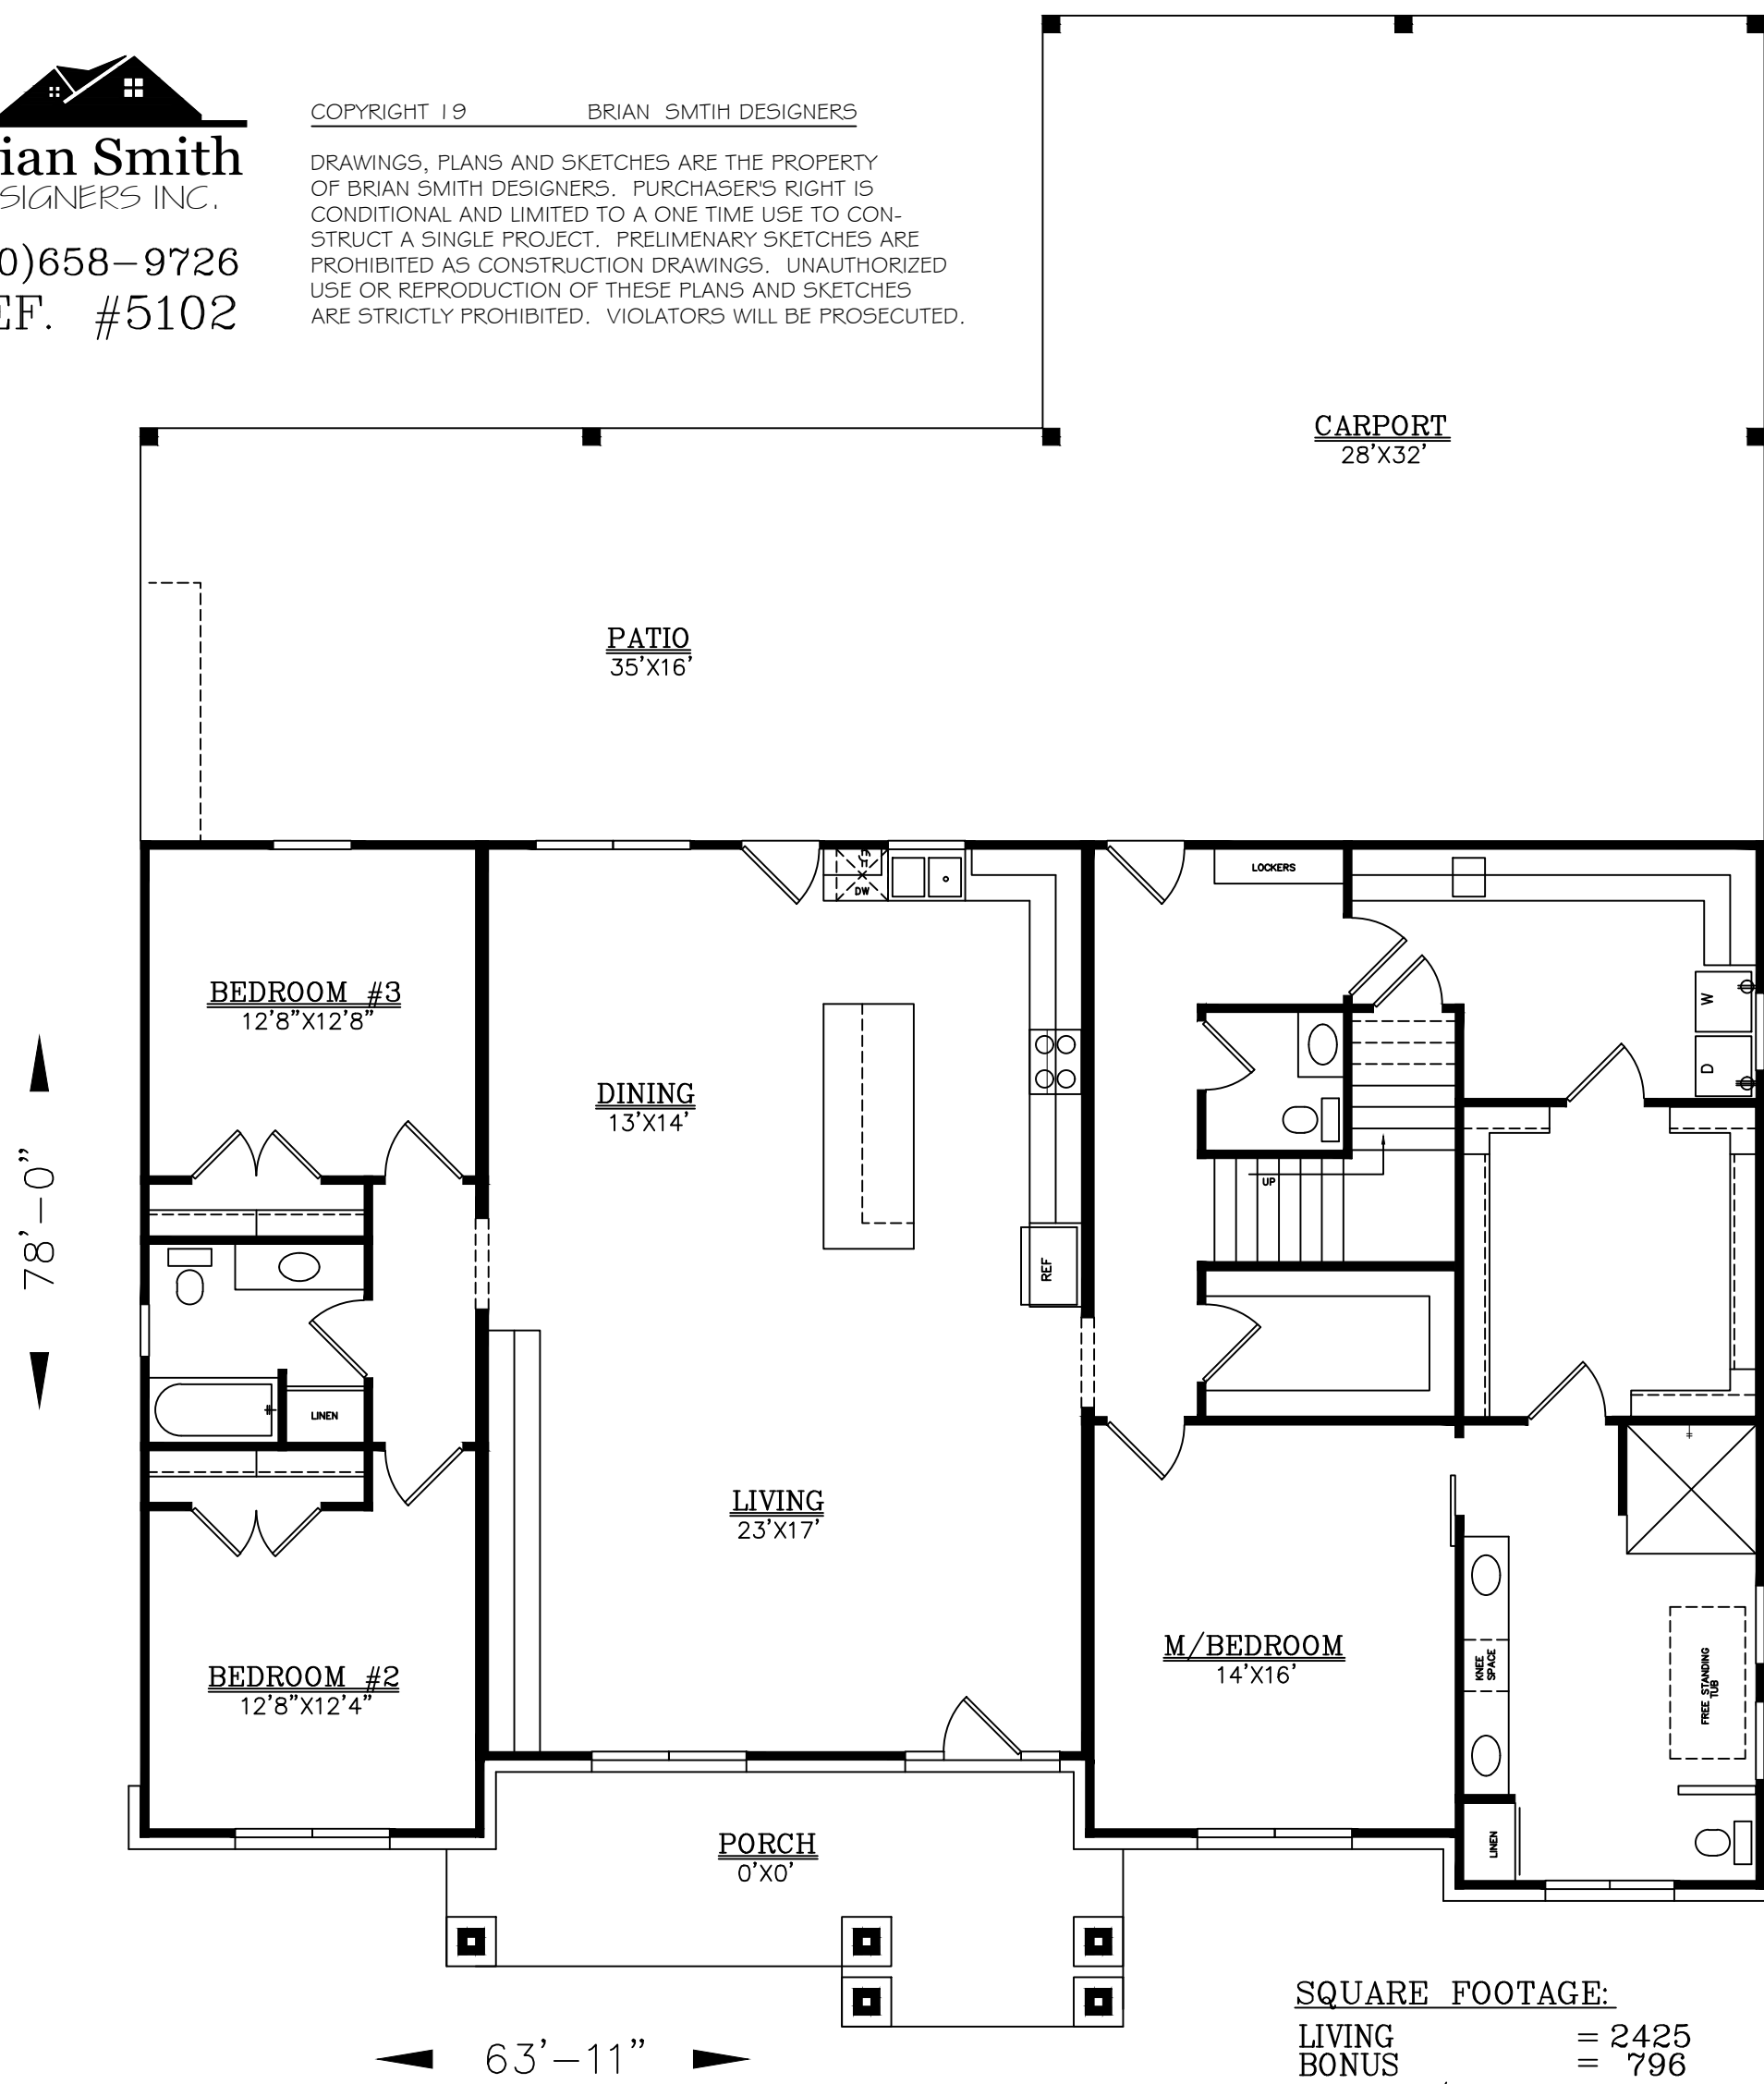 ian Smith
SIGNERS INC.
0)658-9726
EF. #5102
COPYRIGHT 19 BRIAN SMTIH DESIGNERS
DRAWINGS, PLANS AND SKETCHES ARE THE PROPERTY
OF BRIAN SMITH DESIGNERS. PURCHASER'S RIGHT IS
CONDITIONAL AND LIMITED TO A ONE TIME USE TO CON-
STRUCT A SINGLE PROJECT. PRELIMENARY SKETCHES ARE
PROHIBITED AS CONSTRUCTION DRAWINGS. UNAUTHORIZED
USE OR REPRODUCTION OF THESE PLANS AND SKETCHES
ARE STRICTLY PROHIBITED. VIOLATORS WILL BE PROSECUTED.
CARPORT
28'X32'
PATIO
35'X16'
LOCKERS
DW
BEDROOM #3
12'8"X12'8"
W
D
DINING
13'X14'
UP
REF
78'-0"
LINEN
LIVING
23'X17'
M/BEDROOM
14'X16'
KNEE
SPACE
FREE STANDING
TUB
BEDROOM #2
12'8"X12'4"
LINEN
PORCH
0'X0'
63'-11"
SQUARE FOOTAGE:
LIVING = 2425
BONUS = 796